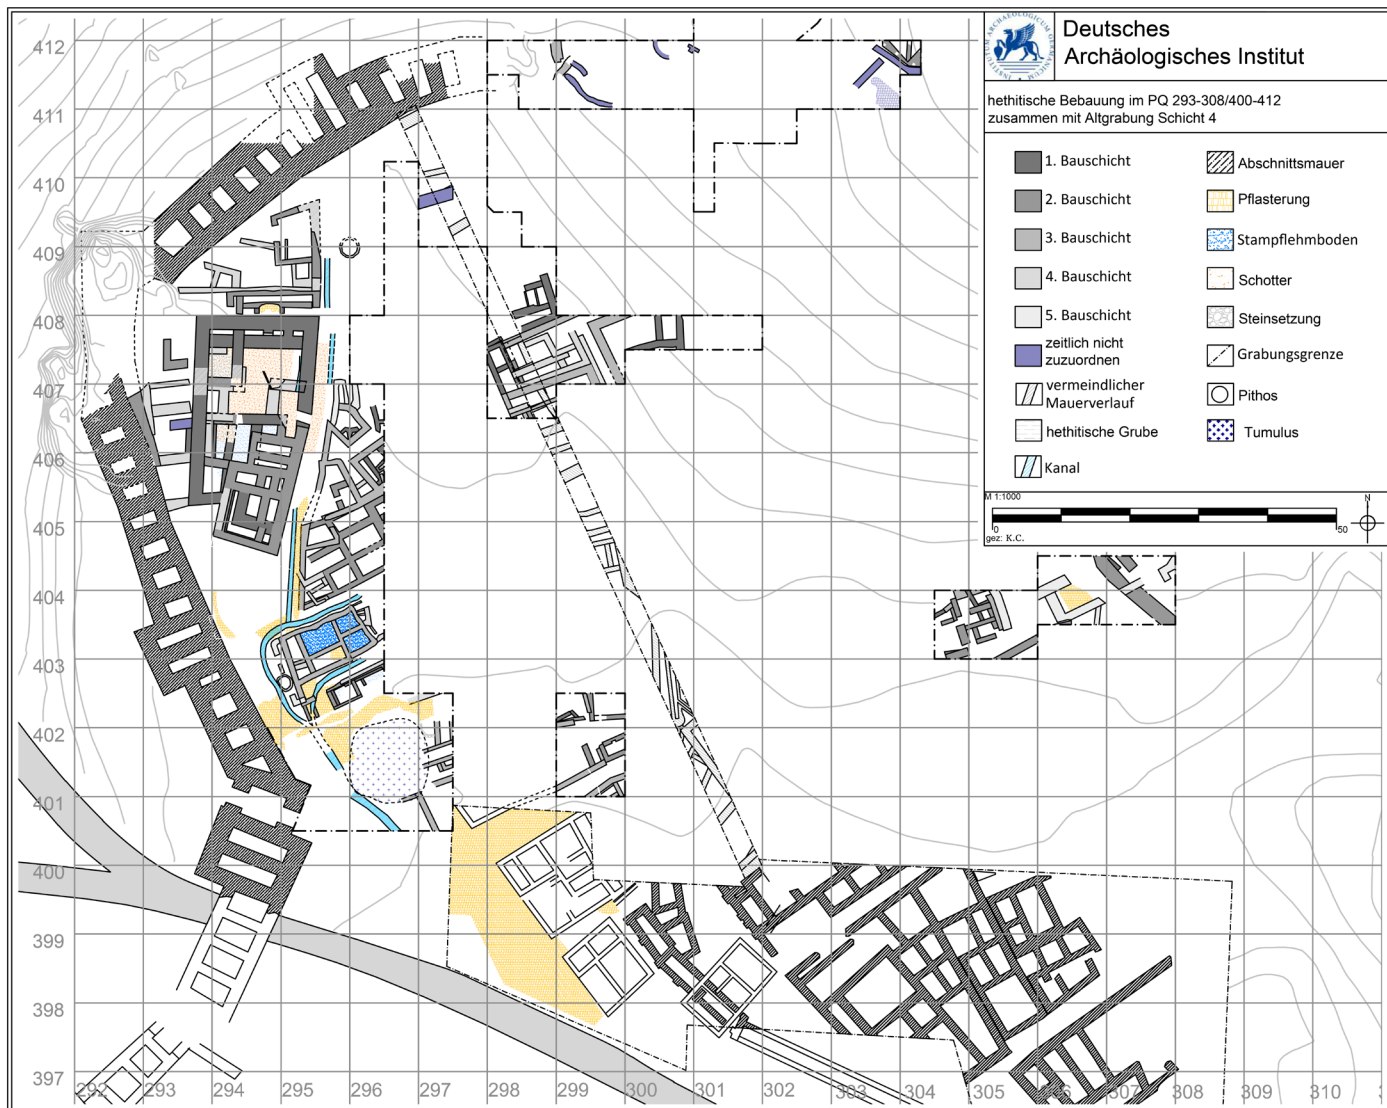 Deutsches
Archäologisches Institut
hethitische Bebauung im PQ 293-308/400-412
zusammen mit Altgrabung Schicht 4
1. Bauschicht
2. Bauschicht
3. Bauschicht
4. Bauschicht
5. Bauschicht
zeitlich nicht
zuzuordnen
vermeindlicher
Mauerverlauf
hethitische Grube
Kanal
Abschnittsmauer
Pflasterung
Stampflehmboden
Schotter
Steinsetzung
Grabungsgrenze
Pithos
Tumulus
M 1:1000
N
0
50
gez: K.C.
412
411
410
409
408
407
406
405
404
403
402
401
400
399
398
397
292 293 294 295 296 297 298 299 300 301 302 303 304 305 306 307 308 309 310